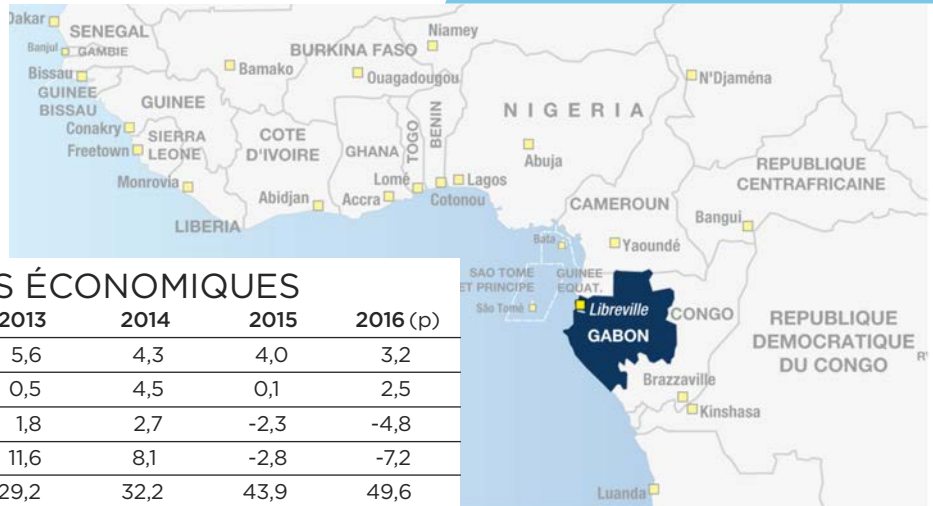 Dakar
SENEGAL
Banjul
GAMBIE
Bissau
GUINEE
BISSAU
Bamako
BURKINA FASO
Niamey
Ouagadougou
N'Djaména
GUINEE
Conakry
SIERRA
LEONE
Freetown
COTE
D'IVOIRE
GHANA
TOGO
BENIN
NIGERIA
Abuja
Monrovia
LIBERIA
Abidjan
Accra
Lomé
Cotonou
Lagos
REPUBLIQUE
CENTRAFRICAINE
CAMEROUN
Bangui
Bata
Yaoundé
SAO TOME
ET PRINCIPE
São Tomé
GUINEE
EQUAT.
Libreville
GABON
CONGO
REPUBLIQUE
DEMOCRATIQUE
DU CONGO
Brazzaville
Kinshasa
Luanda
S ÉCONOMIQUES
2013 2014 2015 2016 (p)
5,6 4,3 4,0 3,2
0,5 4,5 0,1 2,5
1,8 2,7 -2,3 -4,8
11,6 8,1 -2,8 -7,2
29,2 32,2 43,9 49,6